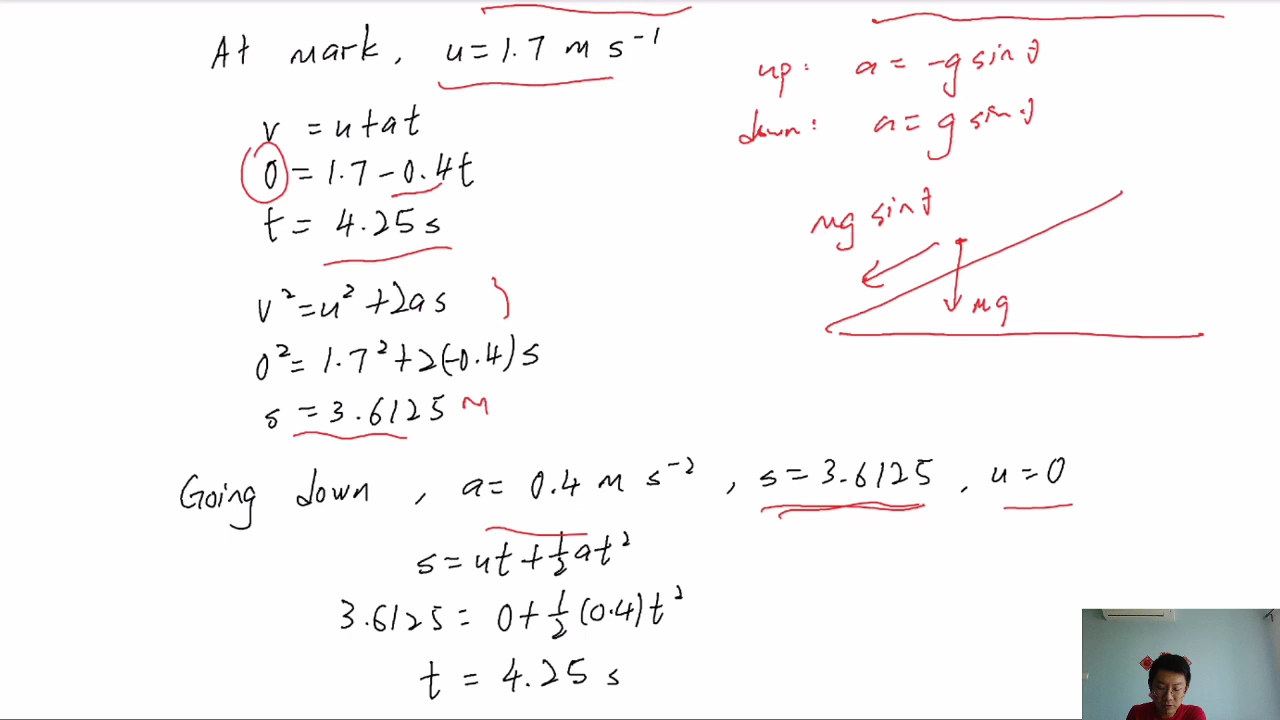 At mark, u = 1.7 m s⁻¹
v = u + at
0 = 1.7 - 0.4t
t = 4.25 s
v² = u² + 2as
0² = 1.7² + 2(-0.4)s
s = 3.6125 m
up: a = -g sin θ
down: a = g sin θ
mg sin θ
mg
Going down, a = 0.4 m s⁻², s = 3.6125, u = 0
s = ut + ½at²
3.6125 = 0 + ½(0.4)t²
t = 4.25 s